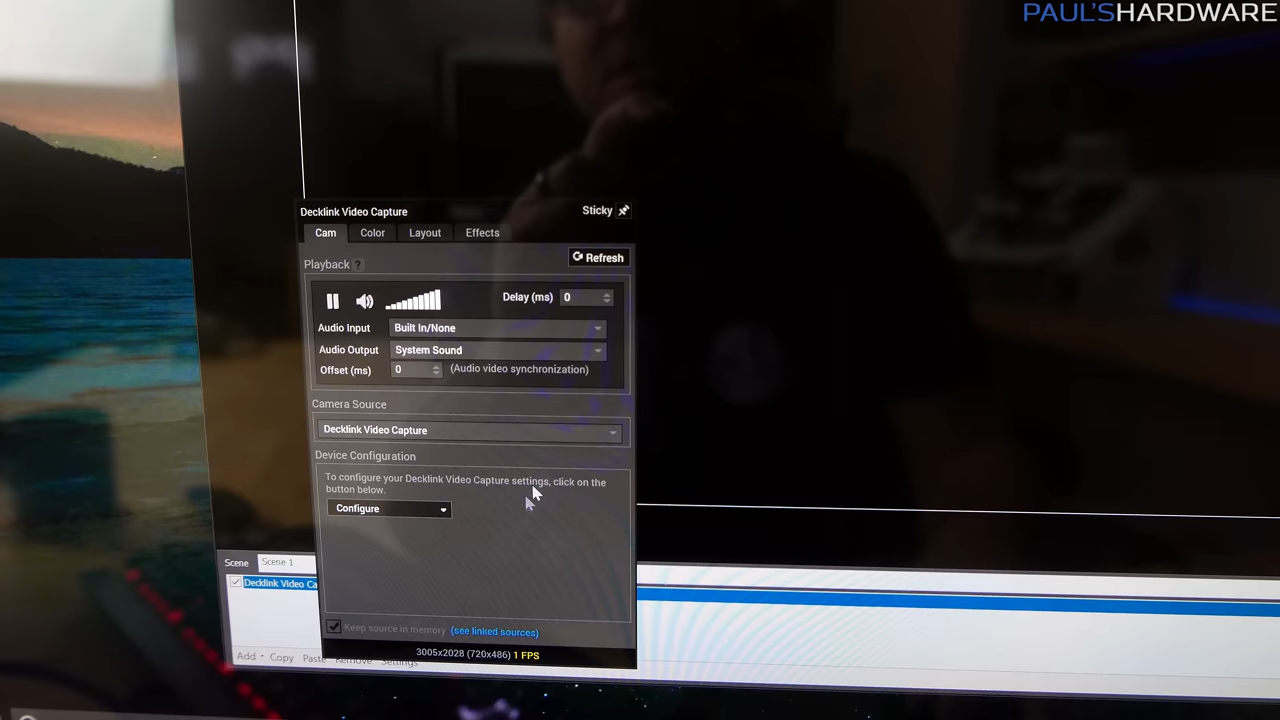 PAUL'SHARDWARE
Decklink Video Capture
Sticky
Cam
Color
Layout
Effects
Refresh
Playback ?
Delay (ms) 0
Audio Input Built In/None
Audio Output System Sound
Offset (ms) 0 (Audio video synchronization)
Camera Source
Decklink Video Capture
Device Configuration
To configure your Decklink Video Capture settings, click on the
button below.
Configure
Scene Scene 1
Decklink Video Ca
Keep source in memory (see linked sources)
3005x2028 (720x486) 1 FPS
Add Copy Paste Remove Settings